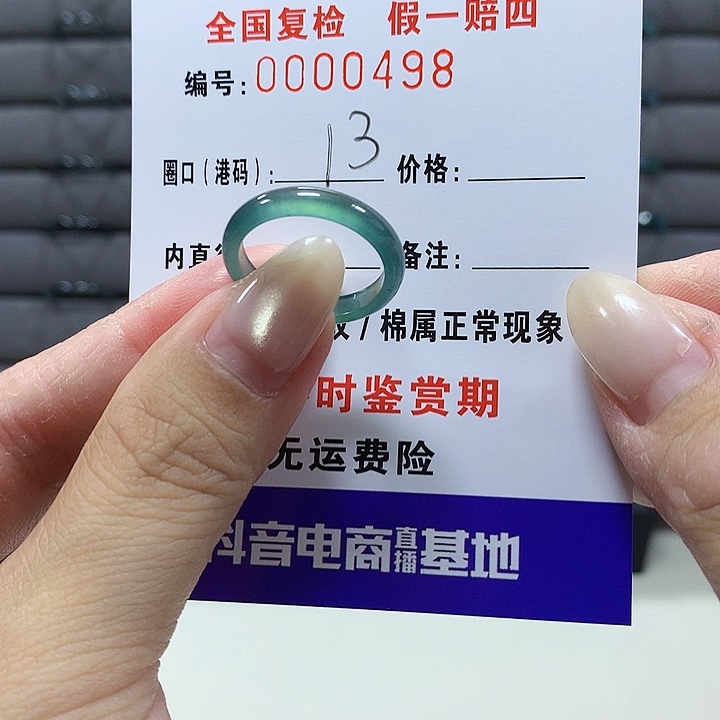 全国复检 假一赔四
编号:0000498
圈口(港码): 13 价格:
内直 备注:
/棉属正常现象
时鉴赏期
无运费险
抖音电商直播基地